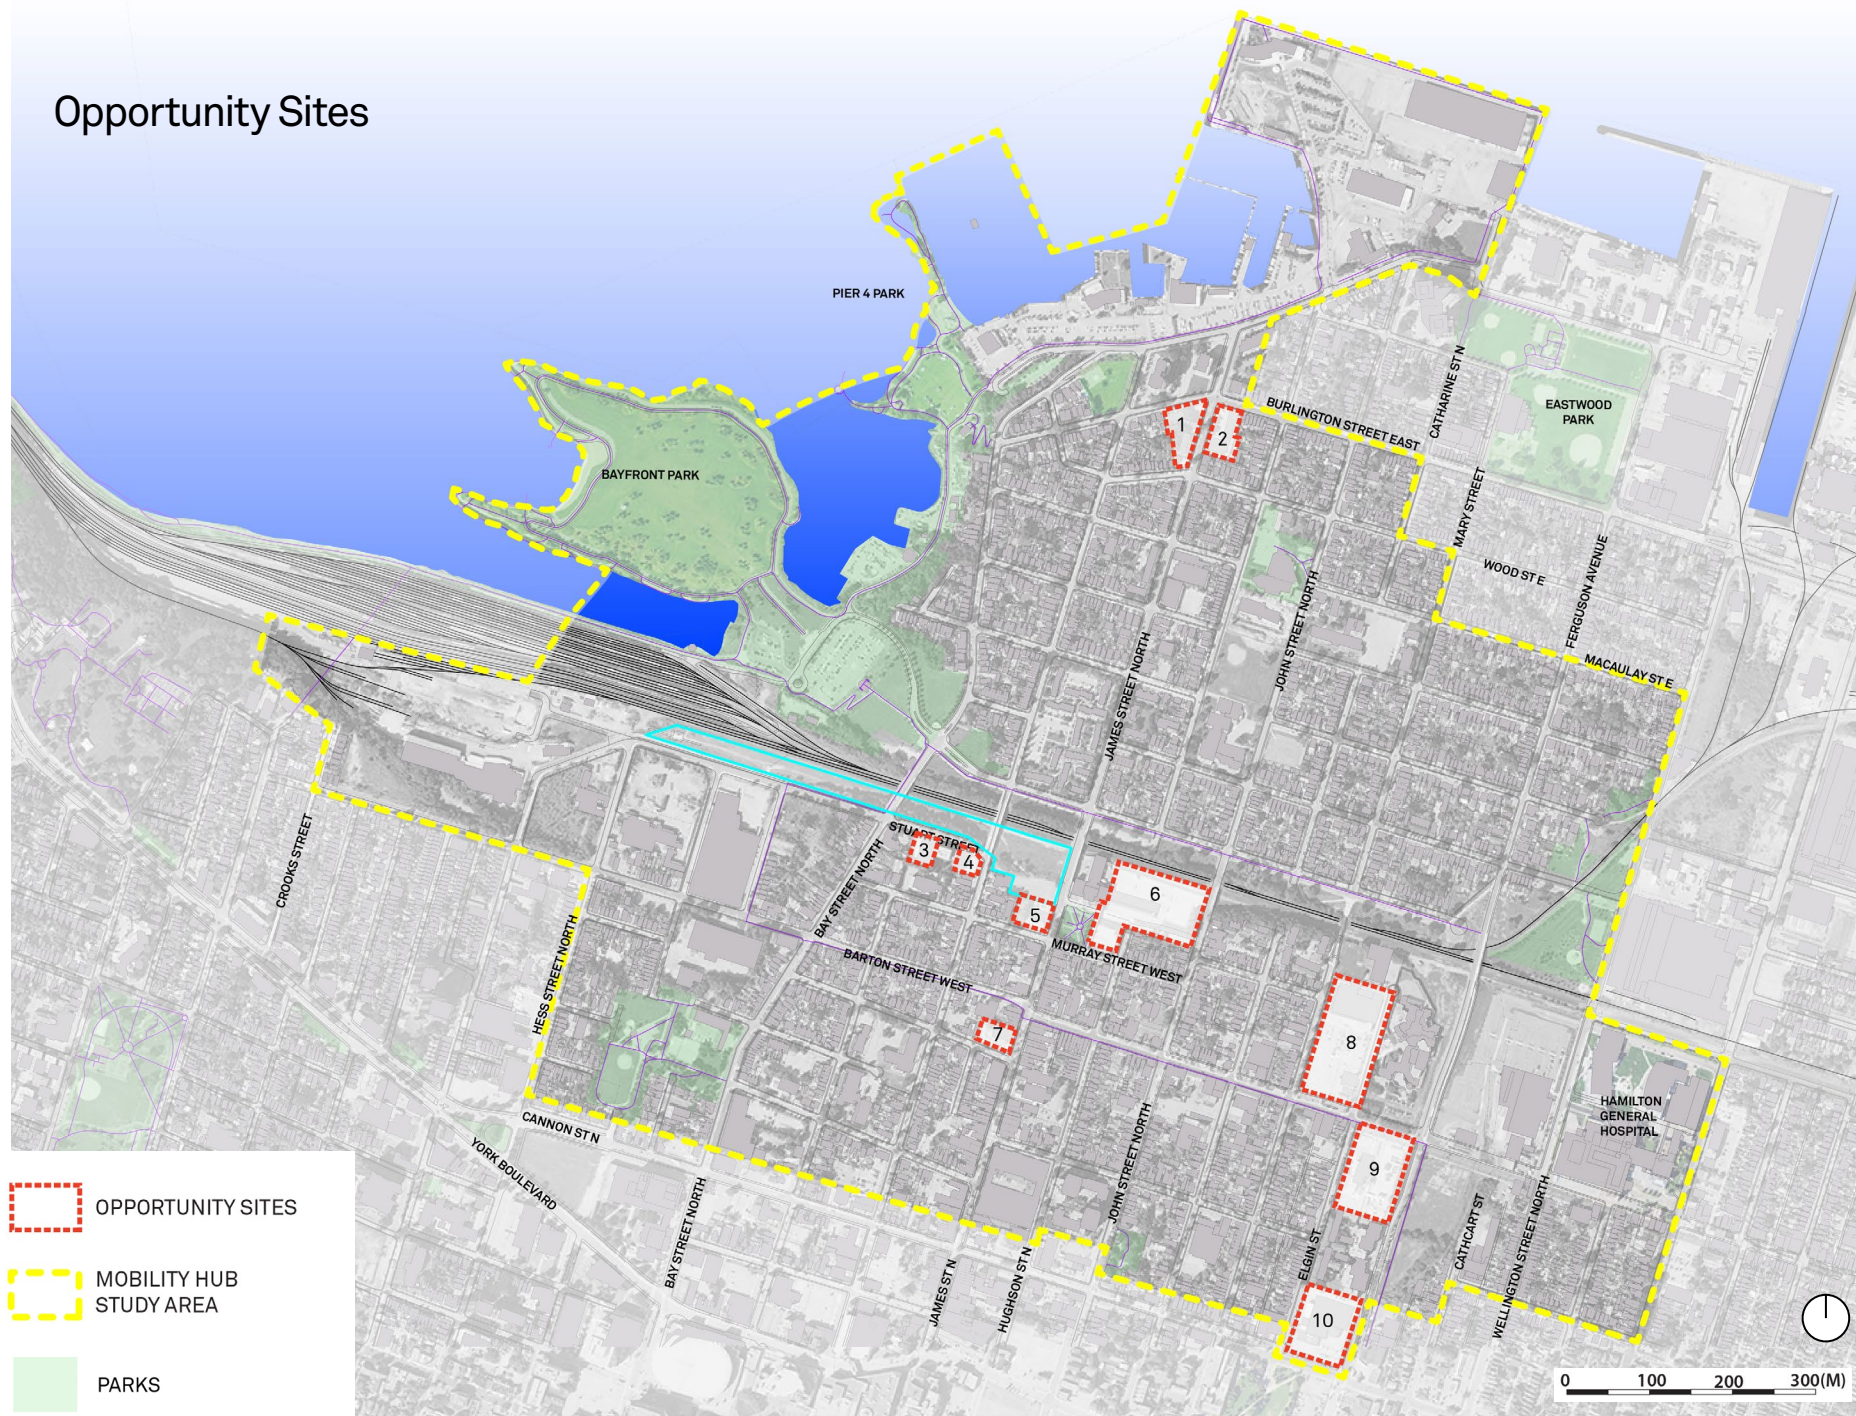 Opportunity Sites
PIER 4 PARK
BAYFRONT PARK
EASTWOOD
PARK
CATHARINE ST N
BURLINGTON STREET EAST
1
2
MARY STREET
WOOD ST E
FERGUSON AVENUE
JOHN STREET NORTH
JAMES STREET NORTH
MACAULAY ST E
STUART STREET
3
4
5
6
CROOKS STREET
BAY STREET NORTH
HESS STREET NORTH
BARTON STREET WEST
MURRAY STREET WEST
7
8
9
10
HAMILTON
GENERAL
HOSPITAL
CANNON ST N
YORK BOULEVARD
BAY STREET NORTH
JAMES ST N
HUGHSON ST N
JOHN STREET NORTH
ELGIN ST
CATHCART ST
WELLINGTON STREET NORTH
OPPORTUNITY SITES
MOBILITY HUB
STUDY AREA
PARKS
0 100 200 300(M)